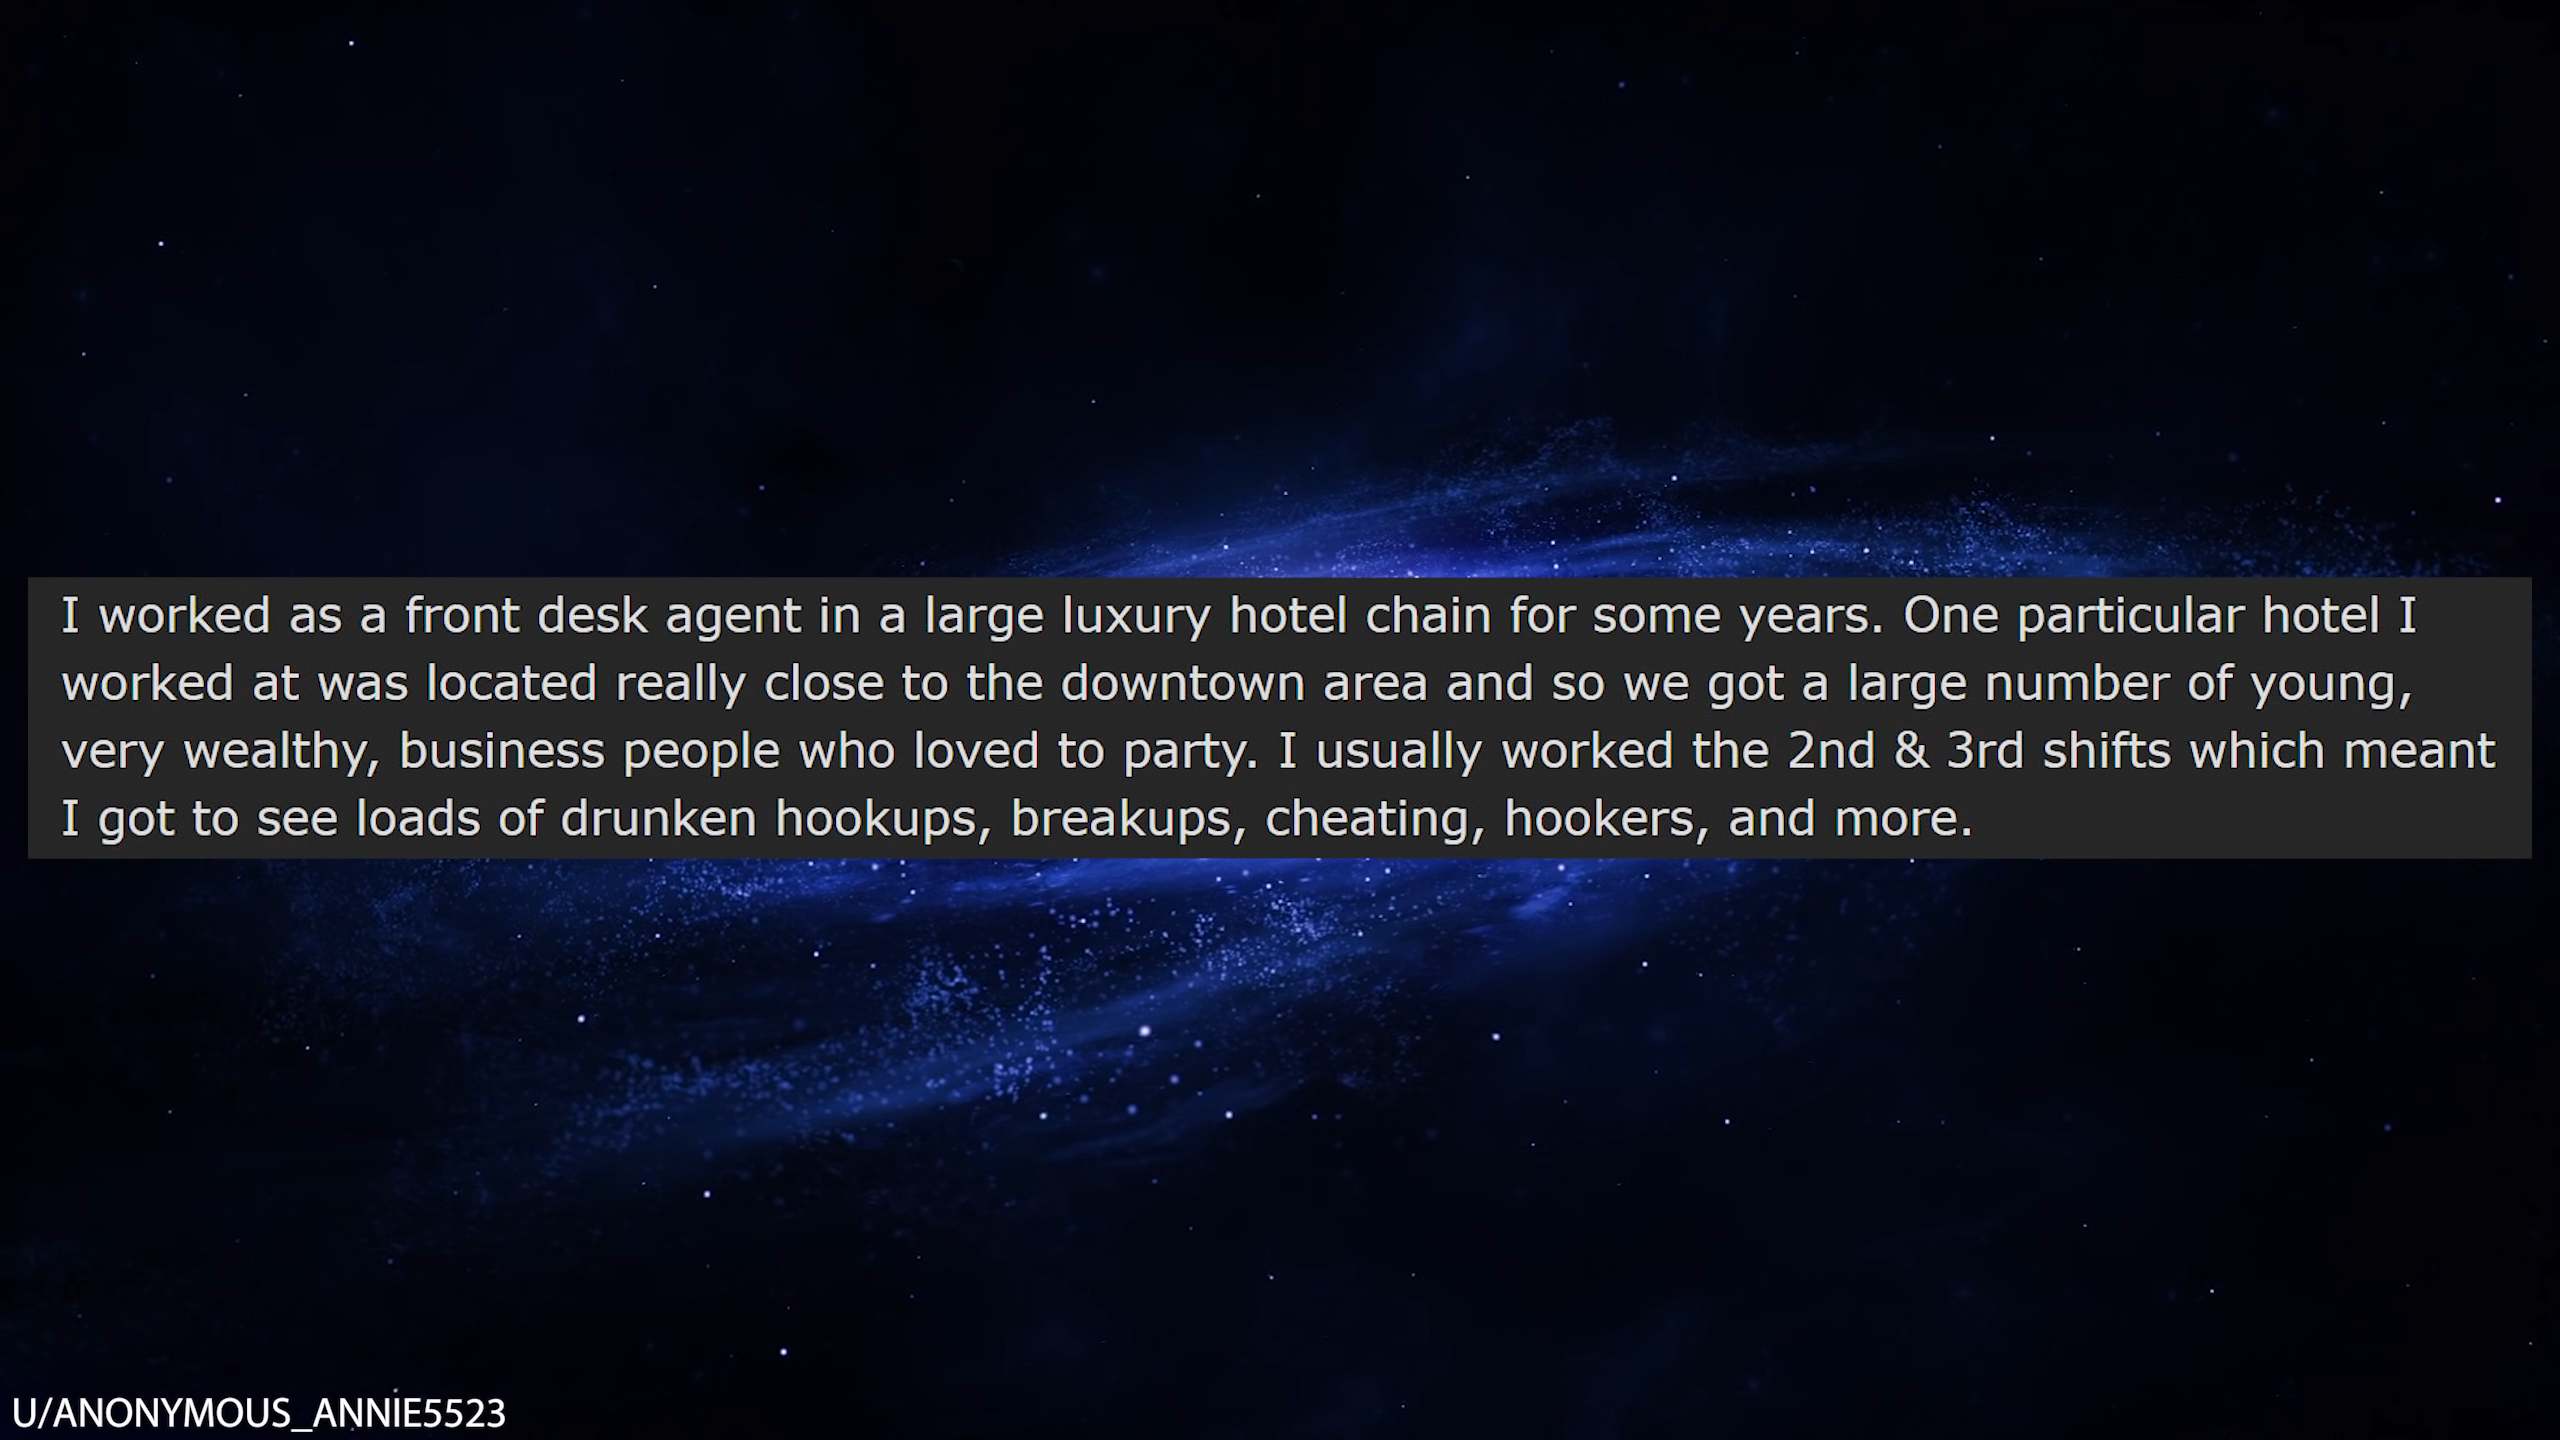 I worked as a front desk agent in a large luxury hotel chain for some years. One particular hotel I
worked at was located really close to the downtown area and so we got a large number of young,
very wealthy, business people who loved to party. I usually worked the 2nd & 3rd shifts which meant
I got to see loads of drunken hookups, breakups, cheating, hookers, and more.
U/ANONYMOUS_ANNIE5523